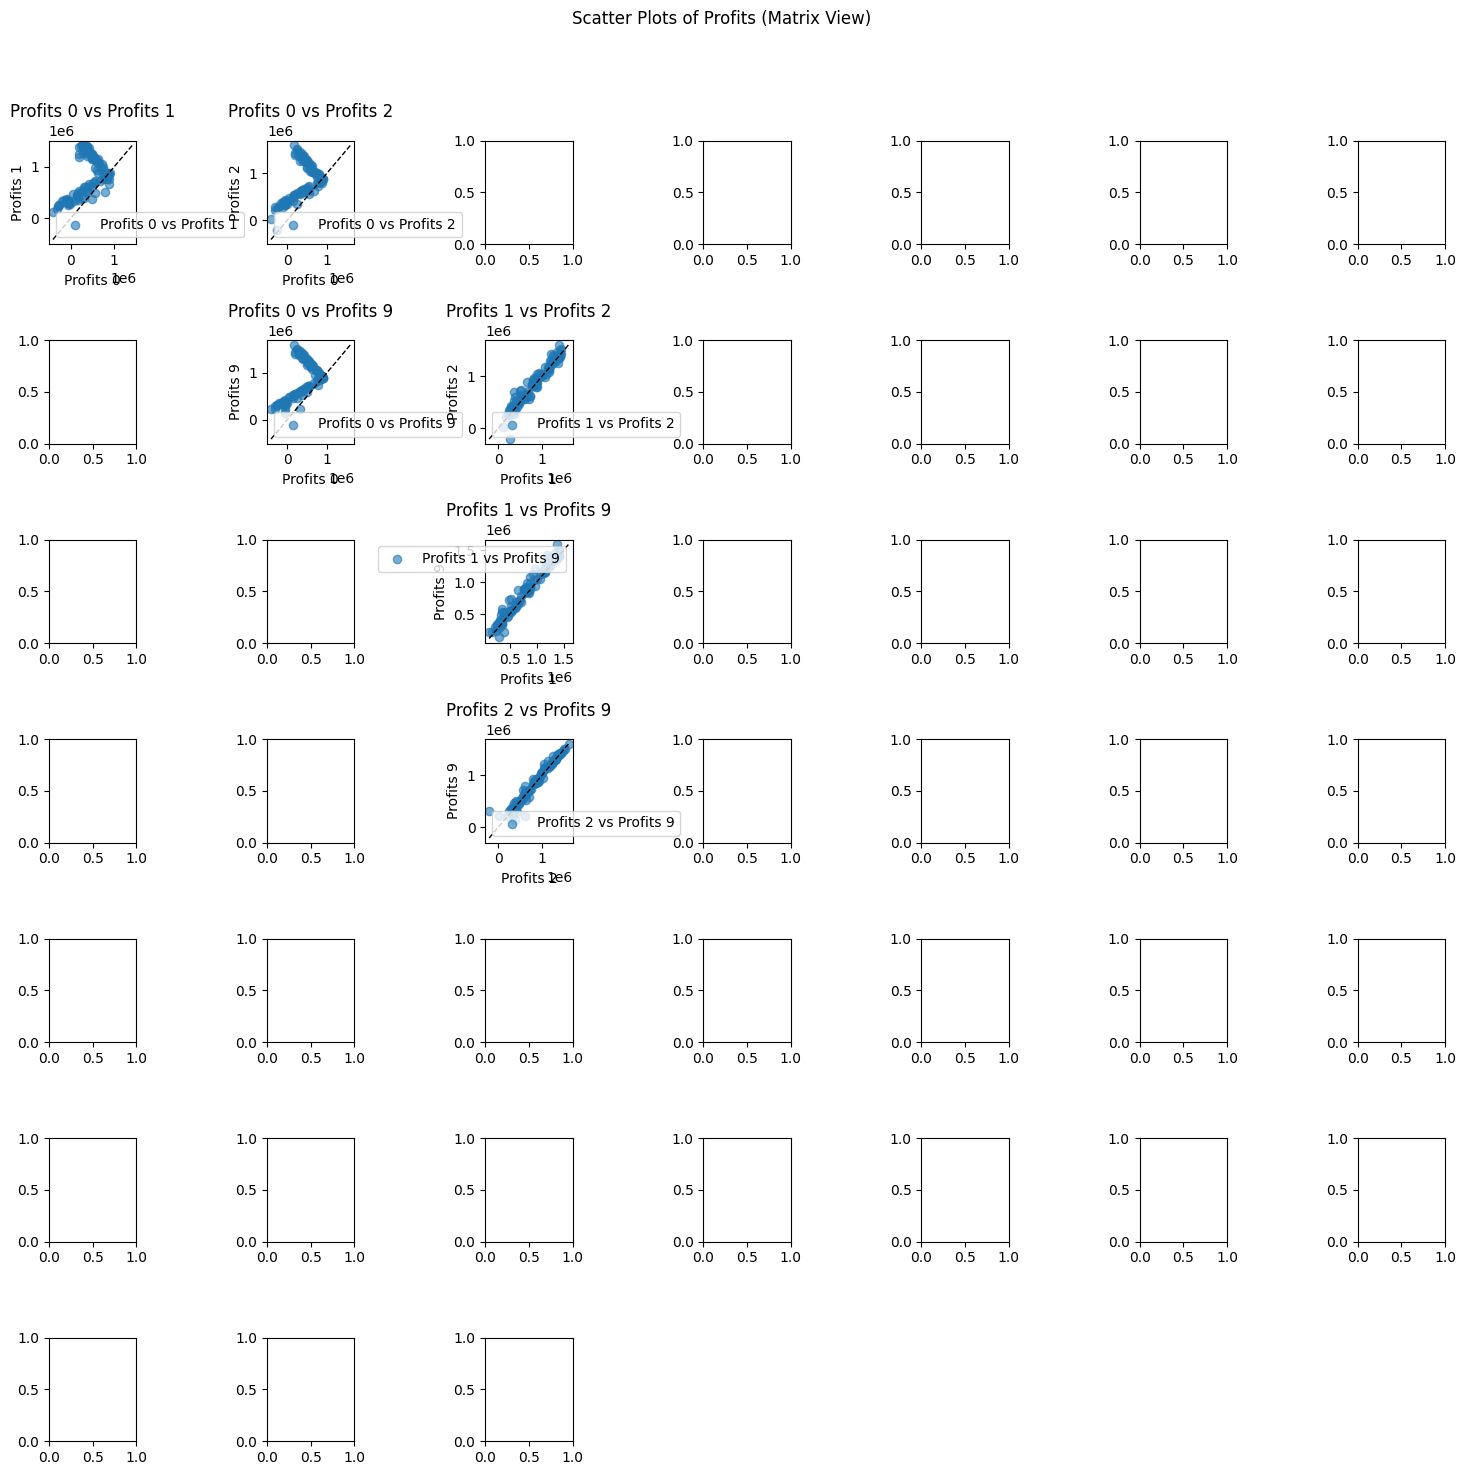 Scatter Plots of Profits (Matrix View)
Profits 0 vs Profits 1 Profits 0 vs Profits 2
1e6 1e6
1.0 1.0 1.0 1.0 1.0
1 1
Profits 1 Profits 2 0.5 0.5 0.5 0.5 0.5
0 0
Profits 0 vs Profits 1 Profits 0 vs Profits 2
0.0 0.0 0.0 0.0 0.0
0 1 0 1 0.0 0.5 1.0 0.0 0.5 1.0 0.0 0.5 1.0 0.0 0.5 1.0 0.0 0.5 1.0
Profits 0 1e6 Profits 0 1e6
Profits 0 vs Profits 9 Profits 1 vs Profits 2
1e6 1e6
1.0 1.0 1.0 1.0 1.0
1 1
0.5 Profits 9 Profits 2 0.5 0.5 0.5 0.5
0 0
Profits 0 vs Profits 9 Profits 1 vs Profits 2
0.0 0.0 0.0 0.0 0.0
0.0 0.5 1.0 0 1 0 1 0.0 0.5 1.0 0.0 0.5 1.0 0.0 0.5 1.0 0.0 0.5 1.0
Profits 0 1e6 Profits 1 1e6
Profits 1 vs Profits 9
1e6
1.0 1.0 1.5 1.0 1.0 1.0 1.0
Profits 1 vs Profits 9
1.0
0.5 0.5 Profits 9 0.5 0.5 0.5 0.5
0.5
0.0 0.0 0.0 0.0 0.0 0.0
0.0 0.5 1.0 0.0 0.5 1.0 0.5 1.0 1.5 0.0 0.5 1.0 0.0 0.5 1.0 0.0 0.5 1.0 0.0 0.5 1.0
Profits 1 1e6
Profits 2 vs Profits 9
1e6
1.0 1.0 1.0 1.0 1.0 1.0
1
0.5 0.5 Profits 9 0.5 0.5 0.5 0.5
0
Profits 2 vs Profits 9
0.0 0.0 0.0 0.0 0.0 0.0
0.0 0.5 1.0 0.0 0.5 1.0 0 1 0.0 0.5 1.0 0.0 0.5 1.0 0.0 0.5 1.0 0.0 0.5 1.0
Profits 2 1e6
1.0 1.0 1.0 1.0 1.0 1.0 1.0
0.5 0.5 0.5 0.5 0.5 0.5 0.5
0.0 0.0 0.0 0.0 0.0 0.0 0.0
0.0 0.5 1.0 0.0 0.5 1.0 0.0 0.5 1.0 0.0 0.5 1.0 0.0 0.5 1.0 0.0 0.5 1.0 0.0 0.5 1.0
1.0 1.0 1.0 1.0 1.0 1.0 1.0
0.5 0.5 0.5 0.5 0.5 0.5 0.5
0.0 0.0 0.0 0.0 0.0 0.0 0.0
0.0 0.5 1.0 0.0 0.5 1.0 0.0 0.5 1.0 0.0 0.5 1.0 0.0 0.5 1.0 0.0 0.5 1.0 0.0 0.5 1.0
1.0 1.0 1.0
0.5 0.5 0.5
0.0 0.0 0.0
0.0 0.5 1.0 0.0 0.5 1.0 0.0 0.5 1.0